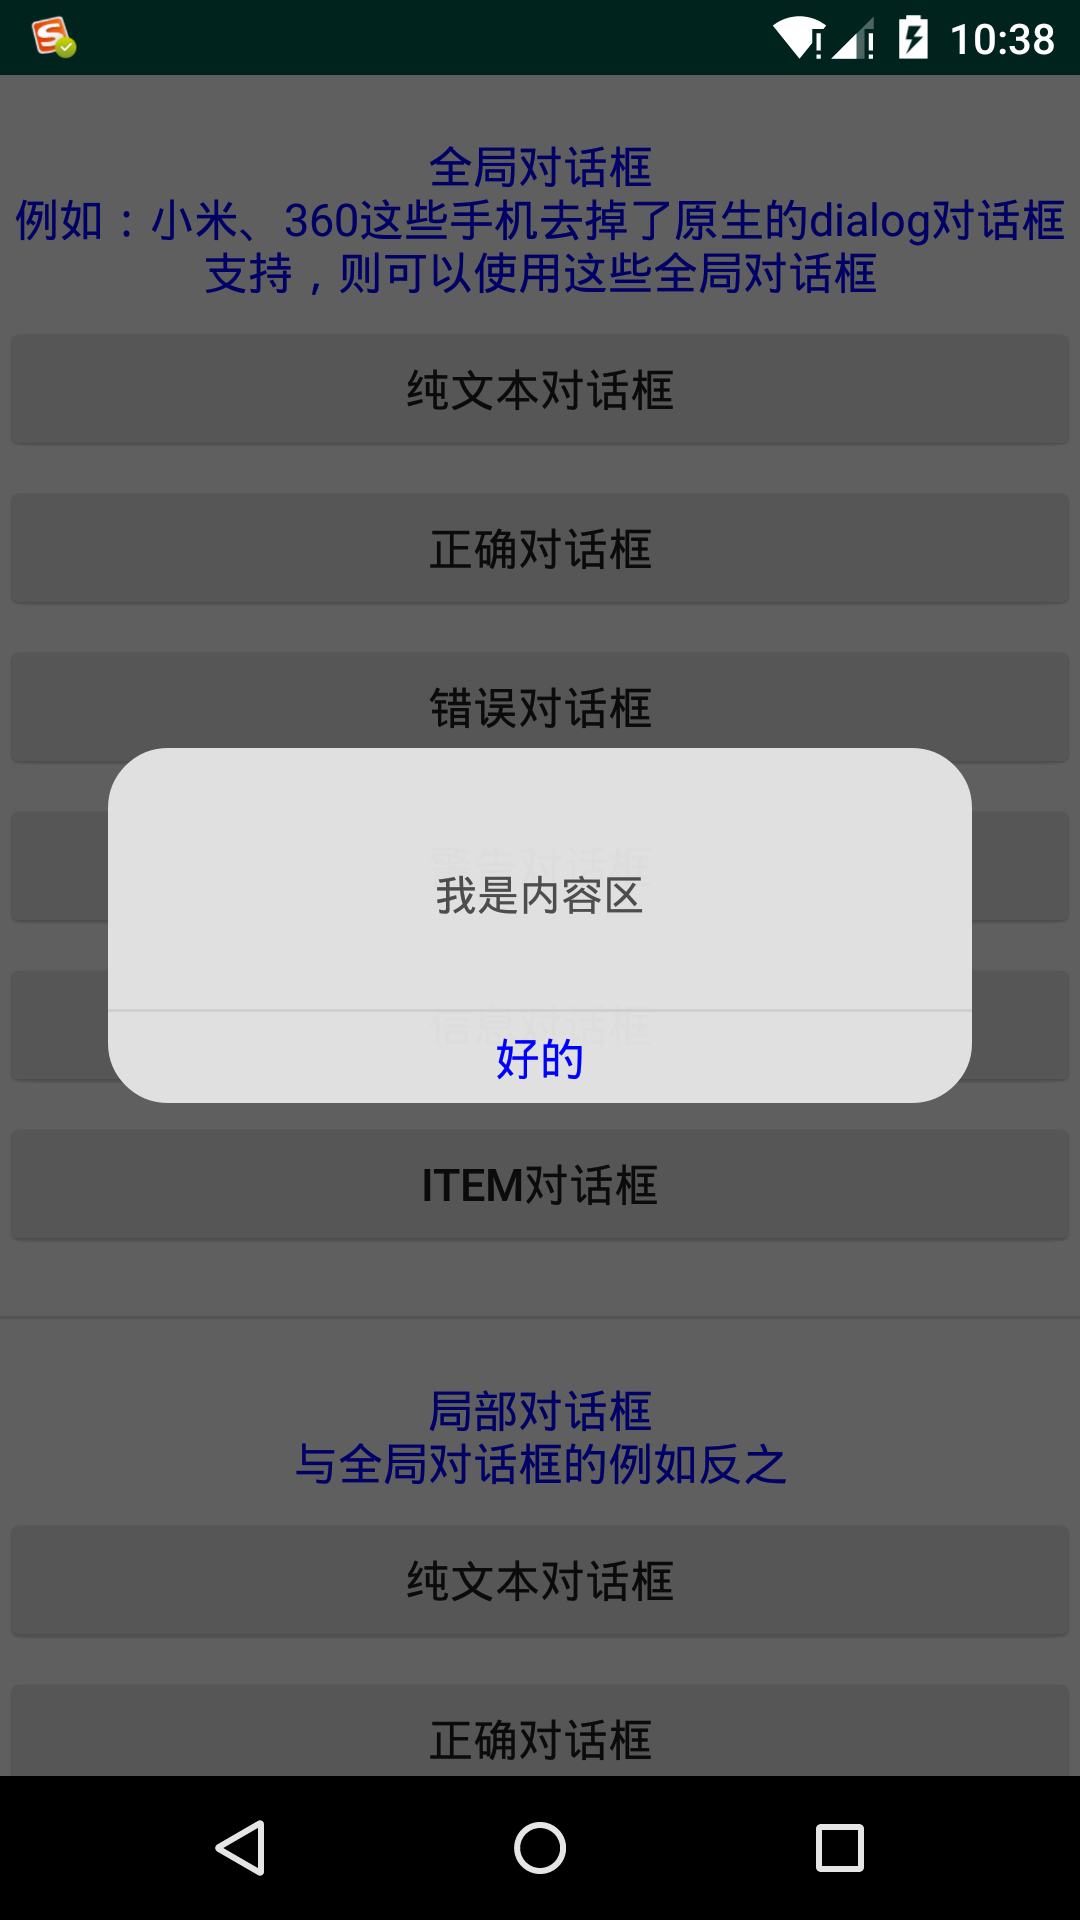 10:38
全局对话框
例如：小米、360这些手机去掉了原生的dialog对话框
支持，则可以使用这些全局对话框
纯文本对话框
正确对话框
错误对话框
警告对话框
我是内容区
信息对话框
好的
ITEM对话框
局部对话框
与全局对话框的例如反之
纯文本对话框
正确对话框